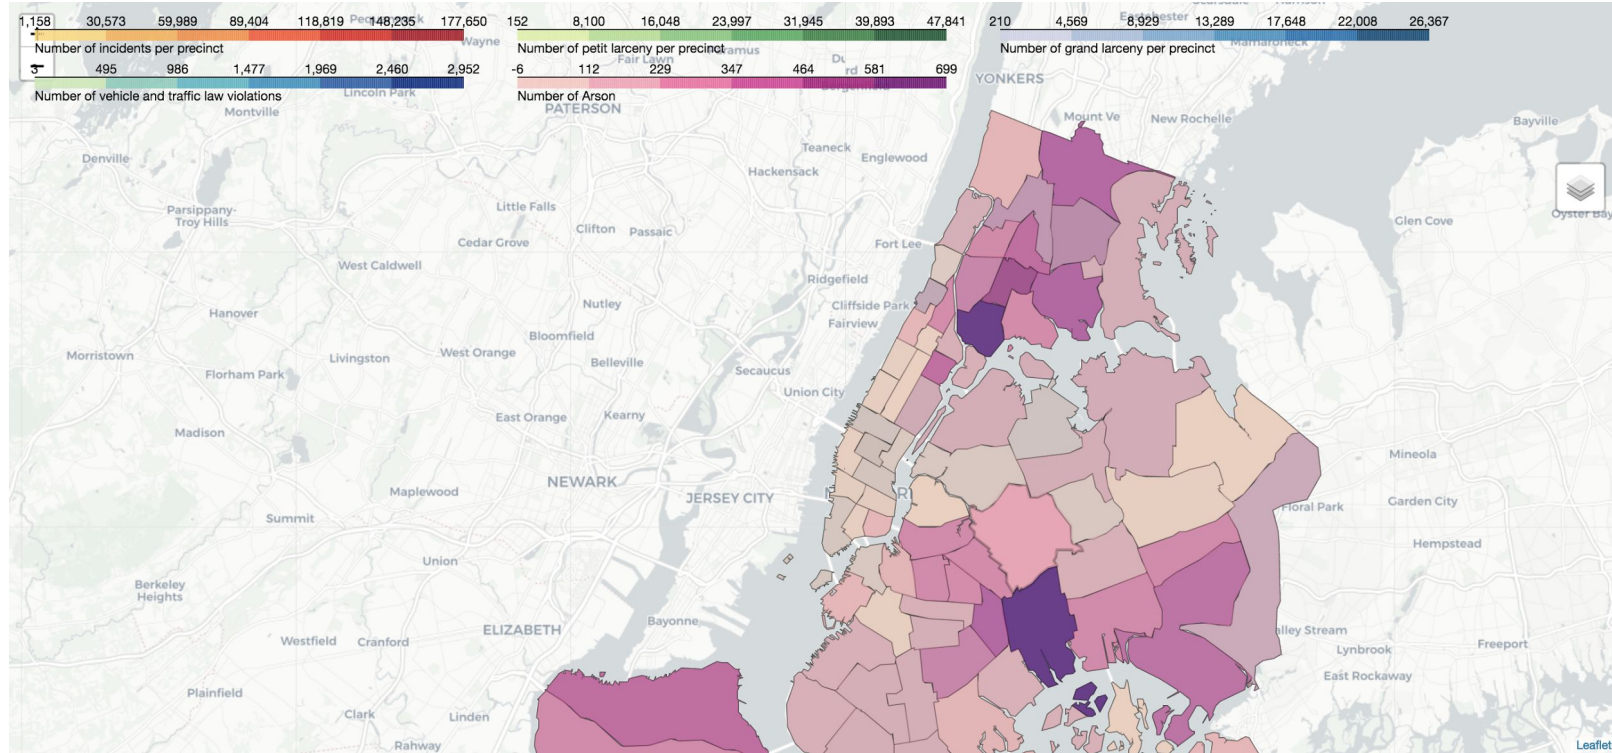 1,158 30,573 59,989 89,404 118,819 148,235 177,650
Number of incidents per precinct
152 8,100 16,048 23,997 31,945 39,893 47,841
Number of petit larceny per precinct
210 4,569 8,929 13,289 17,648 22,008 26,367
Number of grand larceny per precinct
3 495 986 1,477 1,969 2,460 2,952
Number of vehicle and traffic law violations
-6 112 229 347 464 581 699
Number of Arson
Eastchester
Wayne
Fair Lawn
Mamaroneck
YONKERS
Lincoln Park
Montville
PATERSON
Mount Ve
New Rochelle
Bayville
Denville
Teaneck
Englewood
Hackensack
Parsippany-
Troy Hills
Little Falls
Glen Cove
Oyster Bay
Clifton
Passaic
Cedar Grove
Fort Lee
West Caldwell
Ridgefield
Nutley
Cliffside Park
Hanover
Fairview
Bloomfield
Morristown
Livingston
West Orange
Belleville
Secaucus
Florham Park
Union City
East Orange
Kearny
Madison
Mineola
NEWARK
Maplewood
JERSEY CITY
Garden City
Floral Park
Summit
Hempstead
Union
Berkeley
Heights
Bayonne
ELIZABETH
Westfield
Cranford
alley Stream
Freeport
Lynbrook
East Rockaway
Plainfield
Clark
Linden
Rahway
Leaflet